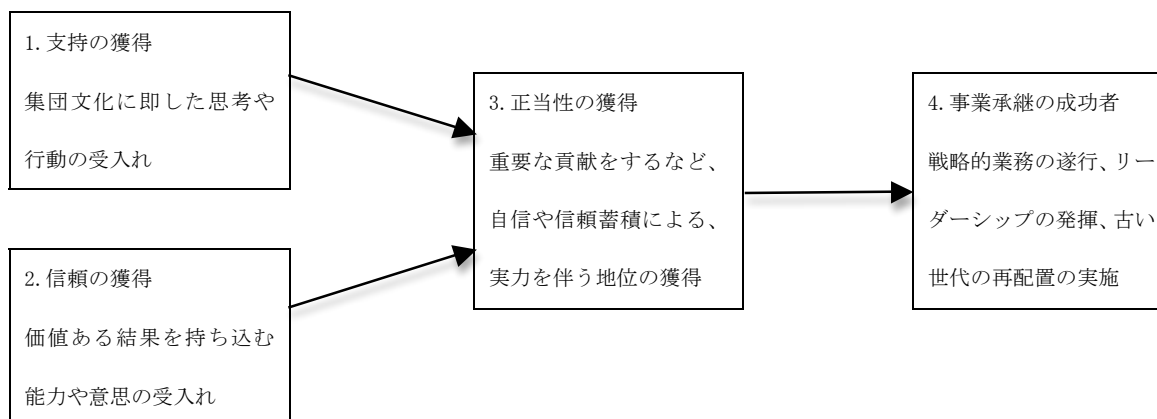 1.支持の獲得
集団文化に即した思考や
行動の受入れ
2.信頼の獲得
価値ある結果を持ち込む
能力や意思の受入れ
3.正当性の獲得
重要な貢献をするなど、
自信や信頼蓄積による、
実力を伴う地位の獲得
4.事業承継の成功者
戦略的業務の遂行、リー
ダーシップの発揮、古い
世代の再配置の実施